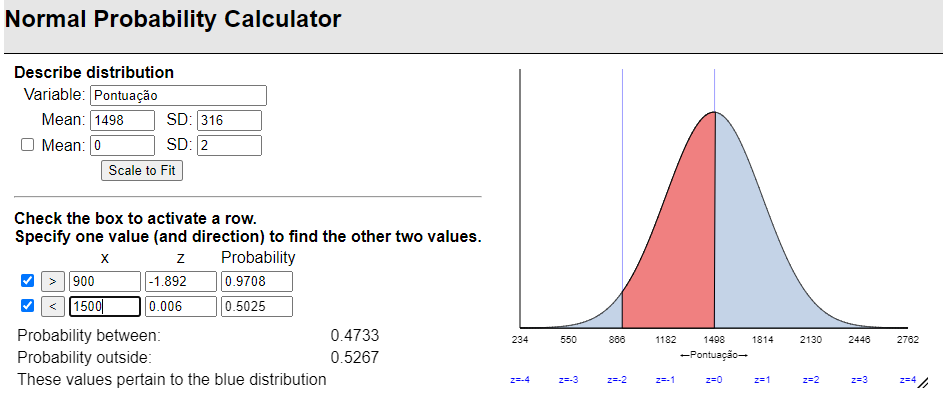 Normal Probability Calculator
Describe distribution
Variable: Pontuação
Mean: 1498 SD: 316
Mean: 0 SD: 2
Scale to Fit
Check the box to activate a row.
Specify one value (and direction) to find the other two values.
x z Probability
> 900 -1.892 0.9708
< 1500 0.006 0.5025
Probability between: 0.4733
Probability outside: 0.5267
These values pertain to the blue distribution
234 550 866 1182 1498 1814 2130 2446 2762
←Pontuação→
z=-4 z=-3 z=-2 z=-1 z=0 z=1 z=2 z=3 z=4